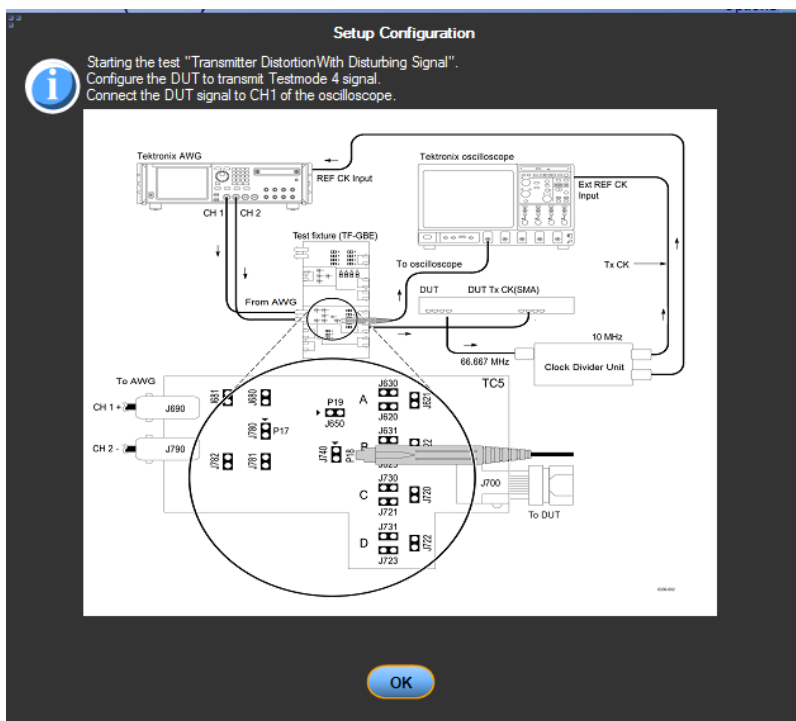 Setup Configuration
Starting the test "Transmitter DistortionWith Disturbing Signal".
Configure the DUT to transmit Testmode 4 signal.
Connect the DUT signal to CH1 of the oscilloscope.
Tektronix AWG
Tektronix oscilloscope
REF CK Input
Ext REF CK
Input
CH 1
CH 2
Test fixture (TF-GBE)
To oscilloscope
Tx CK
From AWG
DUT
DUT Tx CK(SMA)
10 MHz
66.667 MHz
Clock Divider Unit
To AWG
TC5
CH 1 +
J690
J681
J680
P19
J650
A
J630
J620
J621
CH 2 -
J790
J780
P17
J782
J781
J740
P18
J631
C
J730
J721
J720
J700
To DUT
D
J731
J723
J722
OK